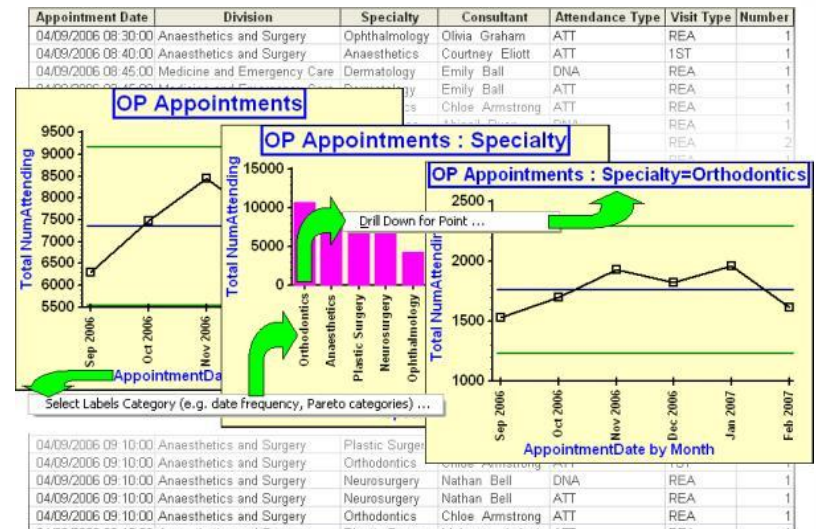 Appointment Date Division Specialty Consultant Attendance Type Visit Type Number
04/09/2006 08:30:00 Anaesthetics and Surgery Ophthalmology Olivia Graham ATT REA 1
04/09/2006 08:40:00 Anaesthetics and Surgery Anaesthetics Courtney Eliott ATT 1ST 1
04/09/2006 08:45:00 Medicine and Emergency Care Dermatology Emily Ball DNA REA 1
Emily Ball ATT REA 1
Chloe Armstrong ATT REA 1
REA 1
REA 2
OP Appointments
9500
9000
8500
8000
7500
7000
6500
6000
5500
Total NumAttending
Sep 2006
Oct 2006
Nov 2006
AppointmentDa
OP Appointments : Specialty
15000
10000
5000
0
Total NumAttending
Orthodontics
Anaesthetics
Plastic Surgery
Neurosurgery
Ophthalmology
Drill Down for Point ...
OP Appointments : Specialty=Orthodontics
2500
2000
1500
1000
Total NumAttending
Sep 2006
Oct 2006
Nov 2006
Dec 2006
Jan 2007
Feb 2007
AppointmentDate by Month
Select Labels Category (e.g. date frequency, Pareto categories) ...
04/09/2006 09:10:00 Anaesthetics and Surgery Plastic Surger REA 1
04/09/2006 09:10:00 Anaesthetics and Surgery Orthodontics Chloe Armstrong ATT 1ST 1
04/09/2006 09:10:00 Anaesthetics and Surgery Neurosurgery Nathan Bell DNA REA 1
04/09/2006 09:10:00 Anaesthetics and Surgery Neurosurgery Nathan Bell ATT REA 1
04/09/2006 09:10:00 Anaesthetics and Surgery Orthodontics Chloe Armstrong ATT REA 1